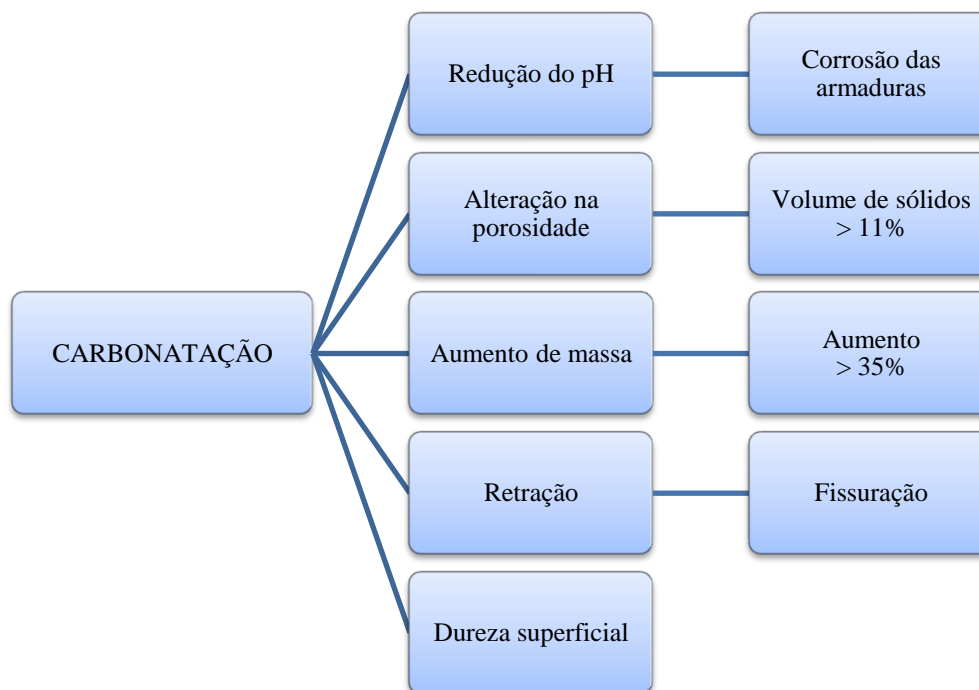 Redução do pH
Corrosão das
armaduras
Alteração na
porosidade
Volume de sólidos
> 11%
CARBONATAÇÃO
Aumento de massa
Aumento
> 35%
Retração
Fissuração
Dureza superficial